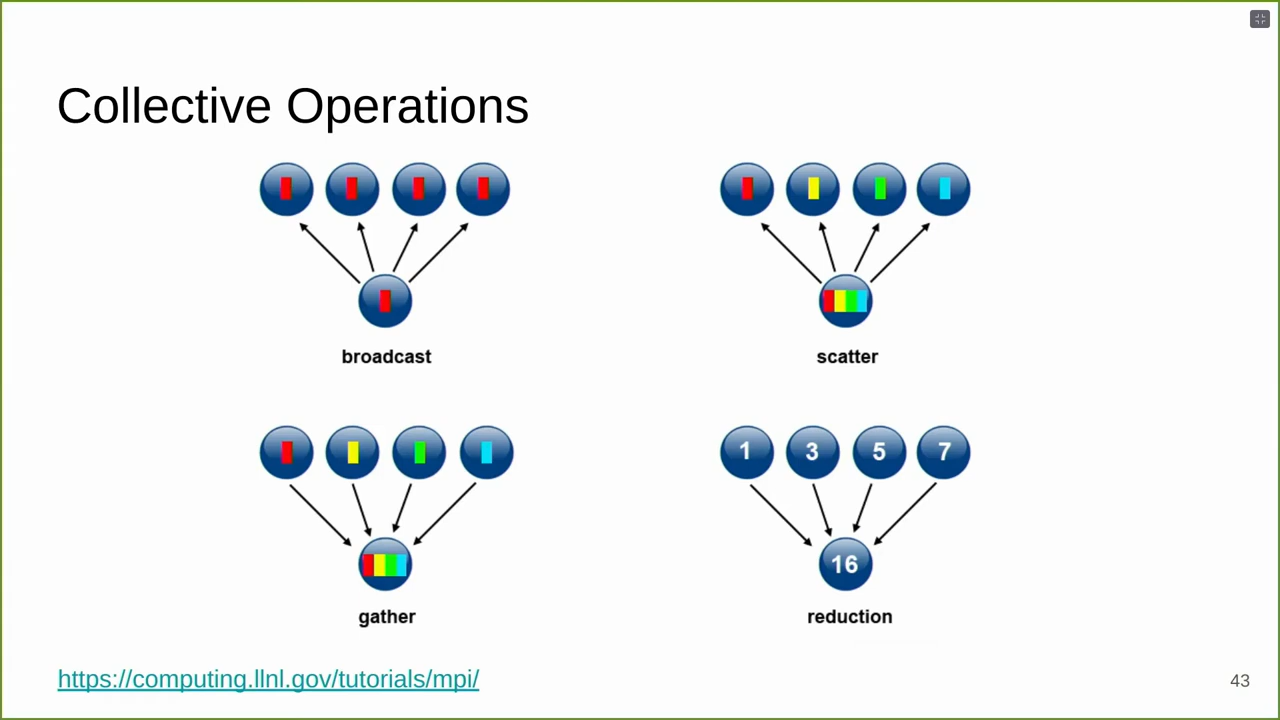 Collective Operations
broadcast
scatter
1 3 5 7
16
gather
reduction
https://computing.llnl.gov/tutorials/mpi/
43